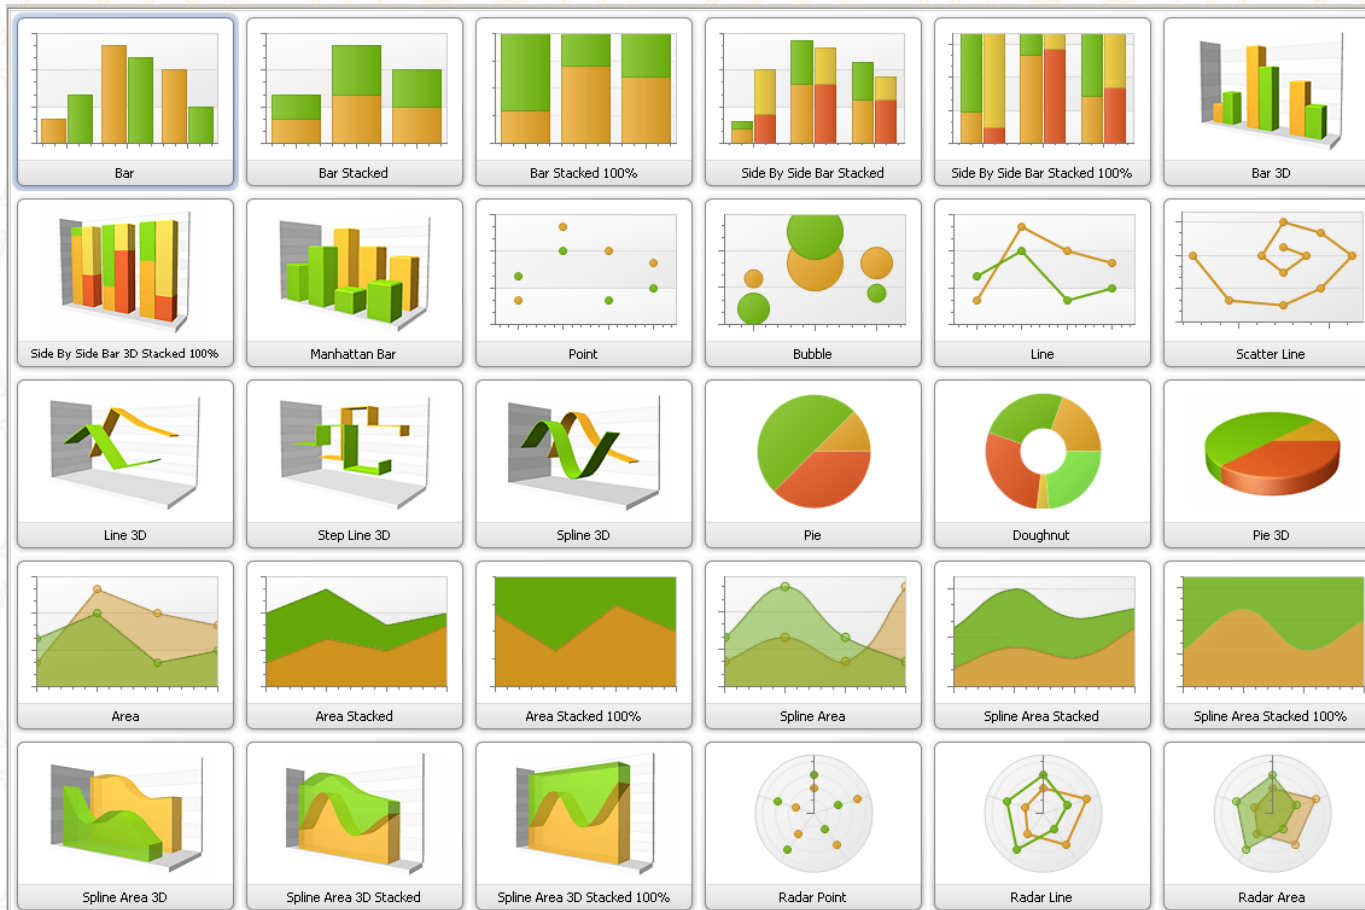 Bar
Bar Stacked
Bar Stacked 100%
Side By Side Bar Stacked
Side By Side Bar Stacked 100%
Bar 3D
Side By Side Bar 3D Stacked 100%
Manhattan Bar
Point
Bubble
Line
Scatter Line
Line 3D
Step Line 3D
Spline 3D
Pie
Doughnut
Pie 3D
Area
Area Stacked
Area Stacked 100%
Spline Area
Spline Area Stacked
Spline Area Stacked 100%
Spline Area 3D
Spline Area 3D Stacked
Spline Area 3D Stacked 100%
Radar Point
Radar Line
Radar Area